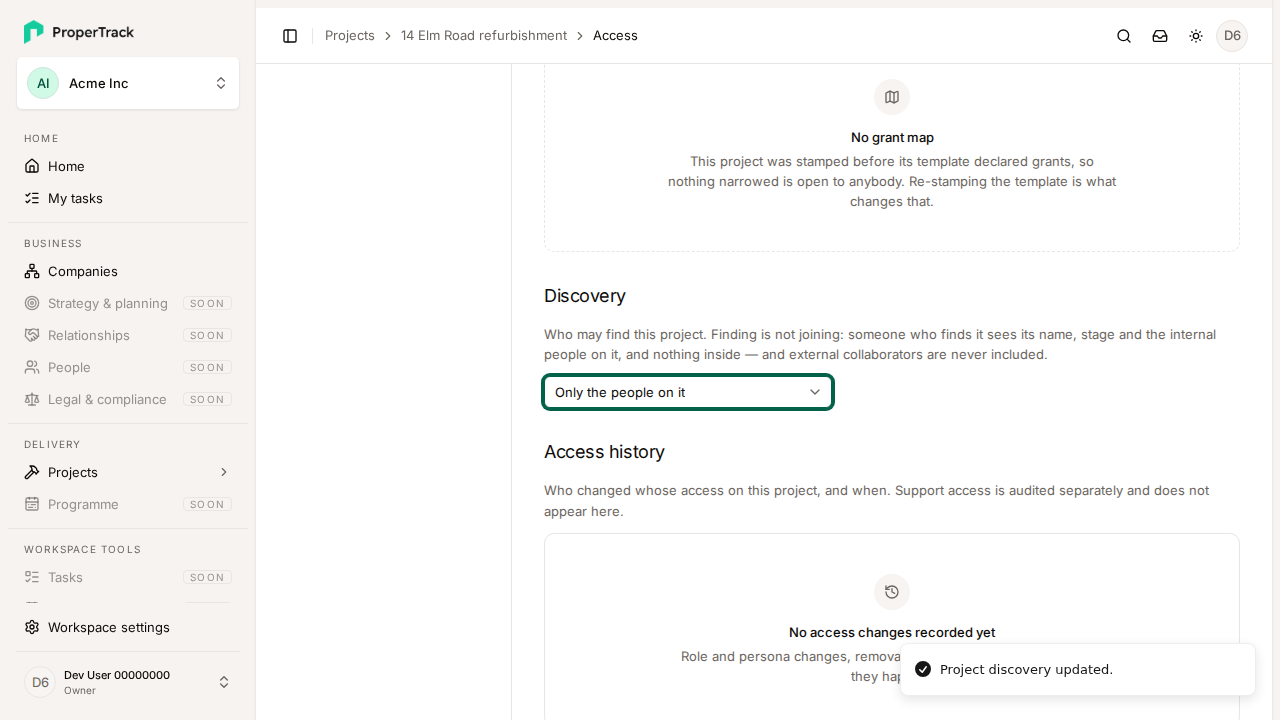 ProperTrack
AI
Acme Inc
HOME
Home
My tasks
BUSINESS
Companies
Strategy & planning SOON
Relationships SOON
People SOON
Legal & compliance SOON
DELIVERY
Projects
Programme SOON
WORKSPACE TOOLS
Tasks SOON
Workspace settings
D6
Dev User 00000000
Owner
Projects > 14 Elm Road refurbishment > Access
D6
No grant map
This project was stamped before its template declared grants, so
nothing narrowed is open to anybody. Re-stamping the template is what
changes that.
Discovery
Who may find this project. Finding is not joining: someone who finds it sees its name, stage and the internal
people on it, and nothing inside — and external collaborators are never included.
Only the people on it
Access history
Who changed whose access on this project, and when. Support access is audited separately and does not
appear here.
No access changes recorded yet
Role and persona changes,
Project discovery updated.